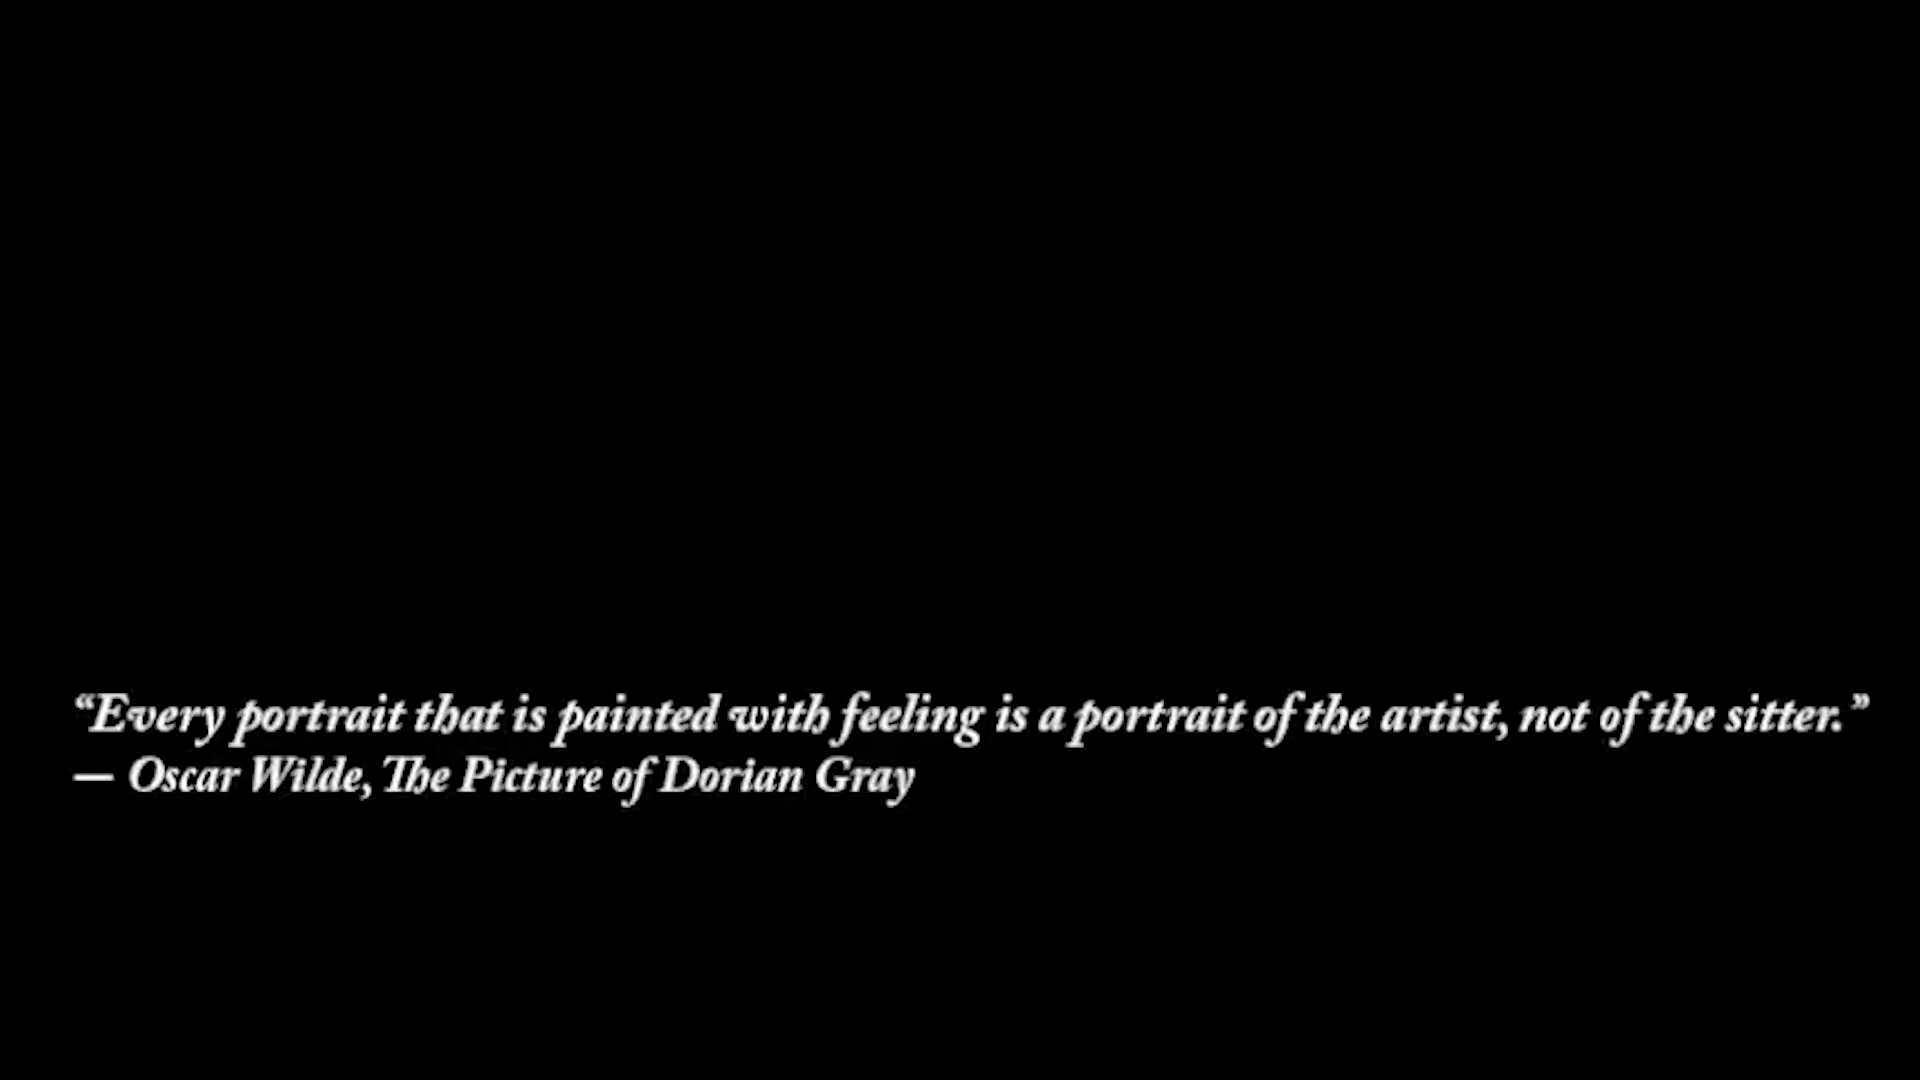 “Every portrait that is painted with feeling is a portrait of the artist, not of the sitter.”
— Oscar Wilde, The Picture of Dorian Gray